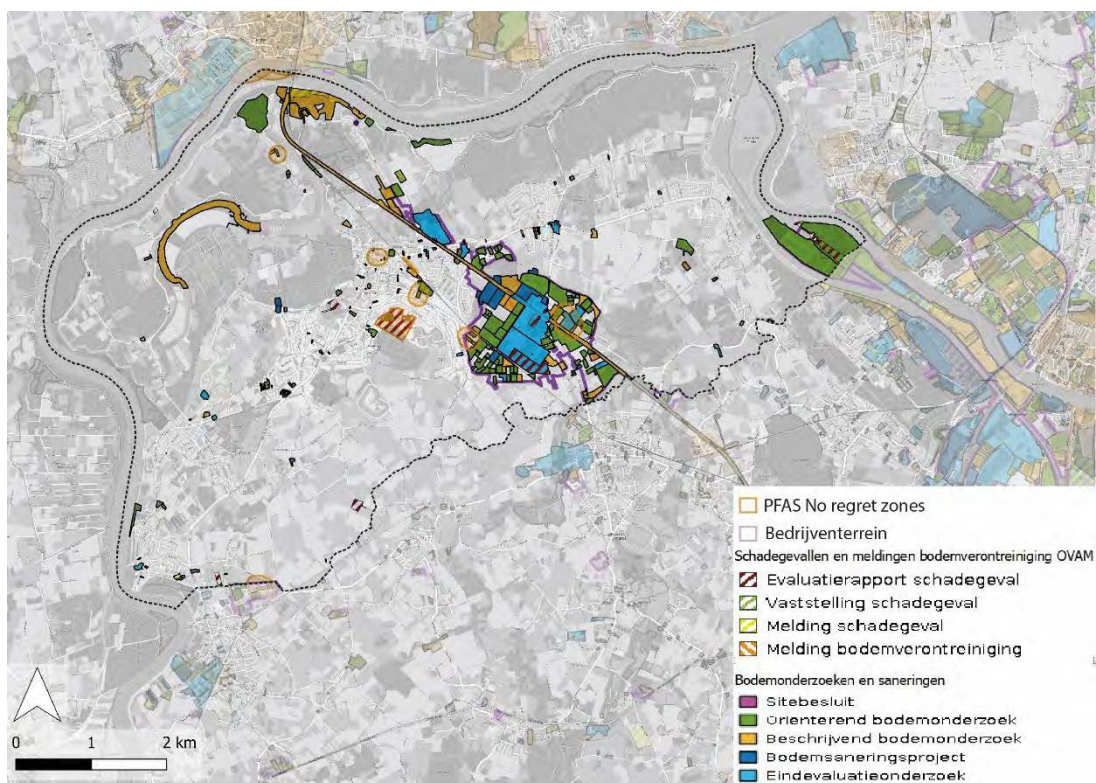 PFAS No regret zones
Bedrijventerrein
Schadegevallen en meldingen bodemverontreiniging OVAM
Evaluatierapport schadegeval
Vaststelling schadegeval
Melding schadegeval
Melding bodemverontreiniging
Bodemonderzoeken en saneringen
Sitebesluit
Oriënterend bodemonderzoek
Beschrijvend bodemonderzoek
Bodemsaneringsproject
Eindevaluatieonderzoek
0 1 2 km